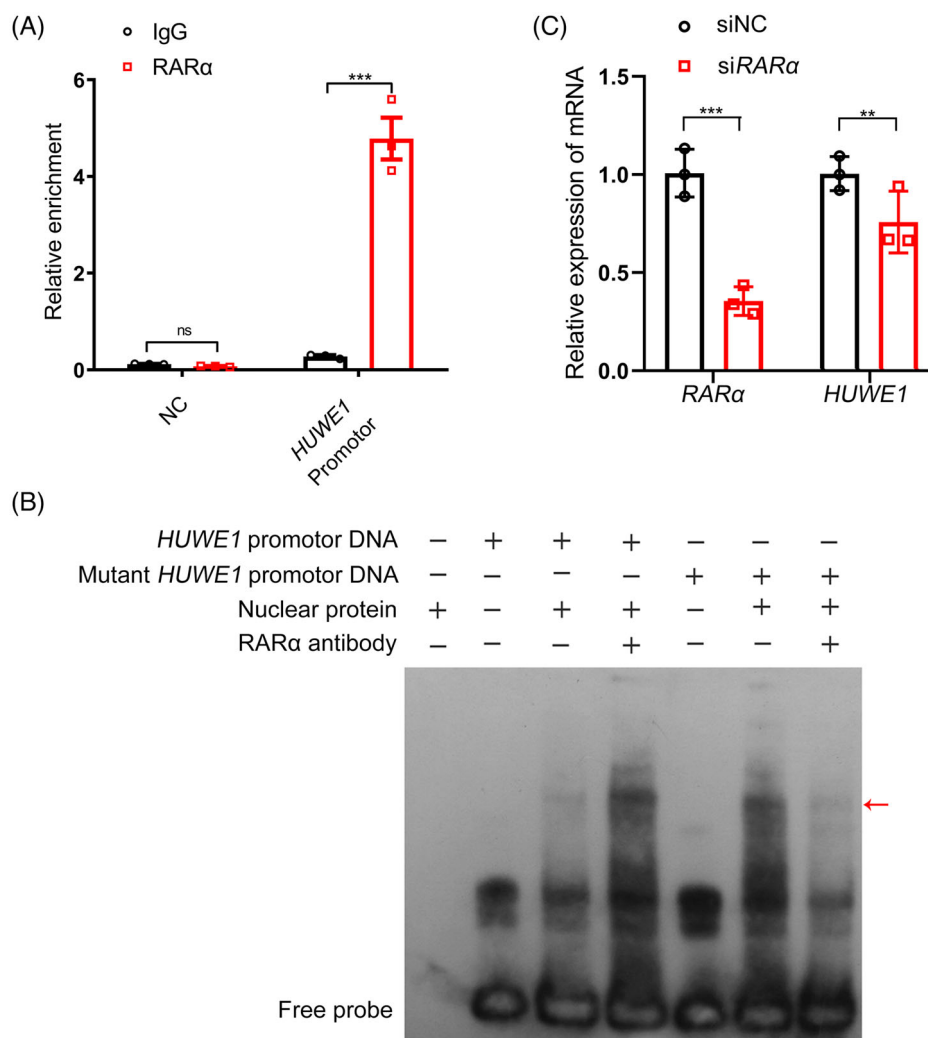 (A)
IgG
RARα
Relative enrichment
6
4
2
0
ns
***
NC
HUWE1
Promotor
(C)
siNC
siRARα
Relative expression of mRNA
1.5
1.0
0.5
0.0
***
**
RARα
HUWE1
(B)
HUWE1 promotor DNA − + + + − − −
Mutant HUWE1 promotor DNA − − − − + + +
Nuclear protein + − + + − + +
RARα antibody − − − + − − +
←
Free probe